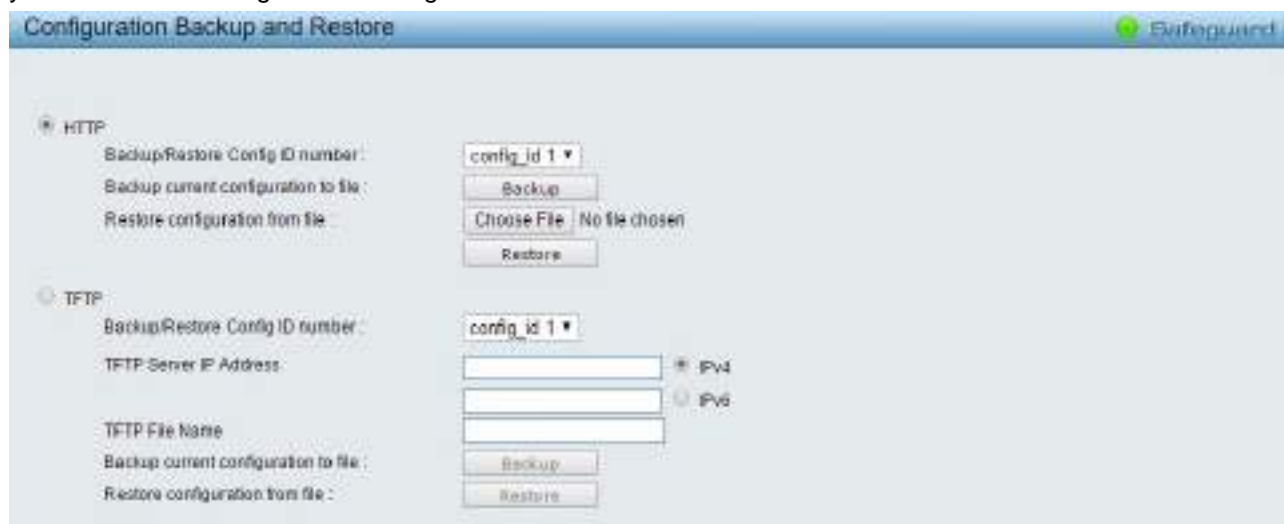 Configuration Backup and Restore Safeguard
HTTP
Backup/Restore Config ID number : config_id 1
Backup current configuration to file : Backup
Restore configuration from file : Choose File No file chosen
Restore
TFTP
Backup/Restore Config ID number : config_id 1
TFTP Server IP Address IPv4
IPv6
TFTP File Name
Backup current configuration to file : Backup
Restore configuration from file : Restore